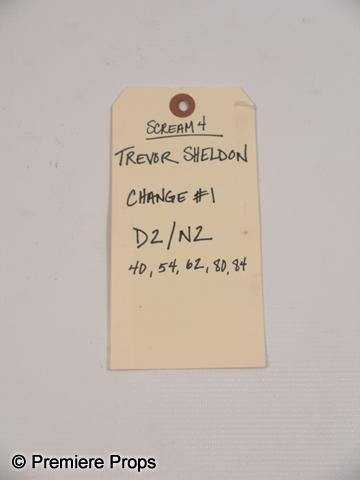 SCREAM 4
TREVOR SHELDON
CHANGE #1
D2/N2
40, 54, 62, 80, 84
© Premiere Props